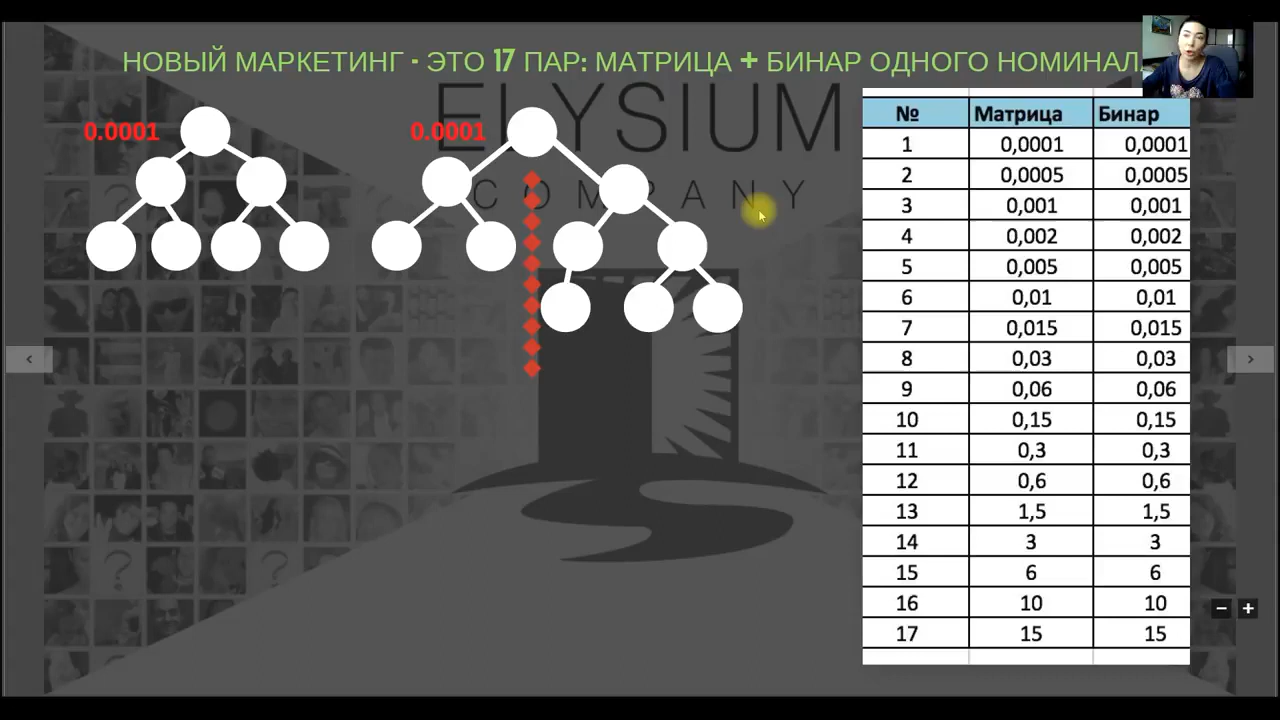 НОВЫЙ МАРКЕТИНГ - ЭТО 17 ПАР: МАТРИЦА + БИНАР ОДНОГО НОМИНАЛ
ELYSIUM
COMPANY
0.0001
0.0001
№ Матрица Бинар
1 0,0001 0,0001
2 0,0005 0,0005
3 0,001 0,001
4 0,002 0,002
5 0,005 0,005
6 0,01 0,01
7 0,015 0,015
8 0,03 0,03
9 0,06 0,06
10 0,15 0,15
11 0,3 0,3
12 0,6 0,6
13 1,5 1,5
14 3 3
15 6 6
16 10 10
17 15 15